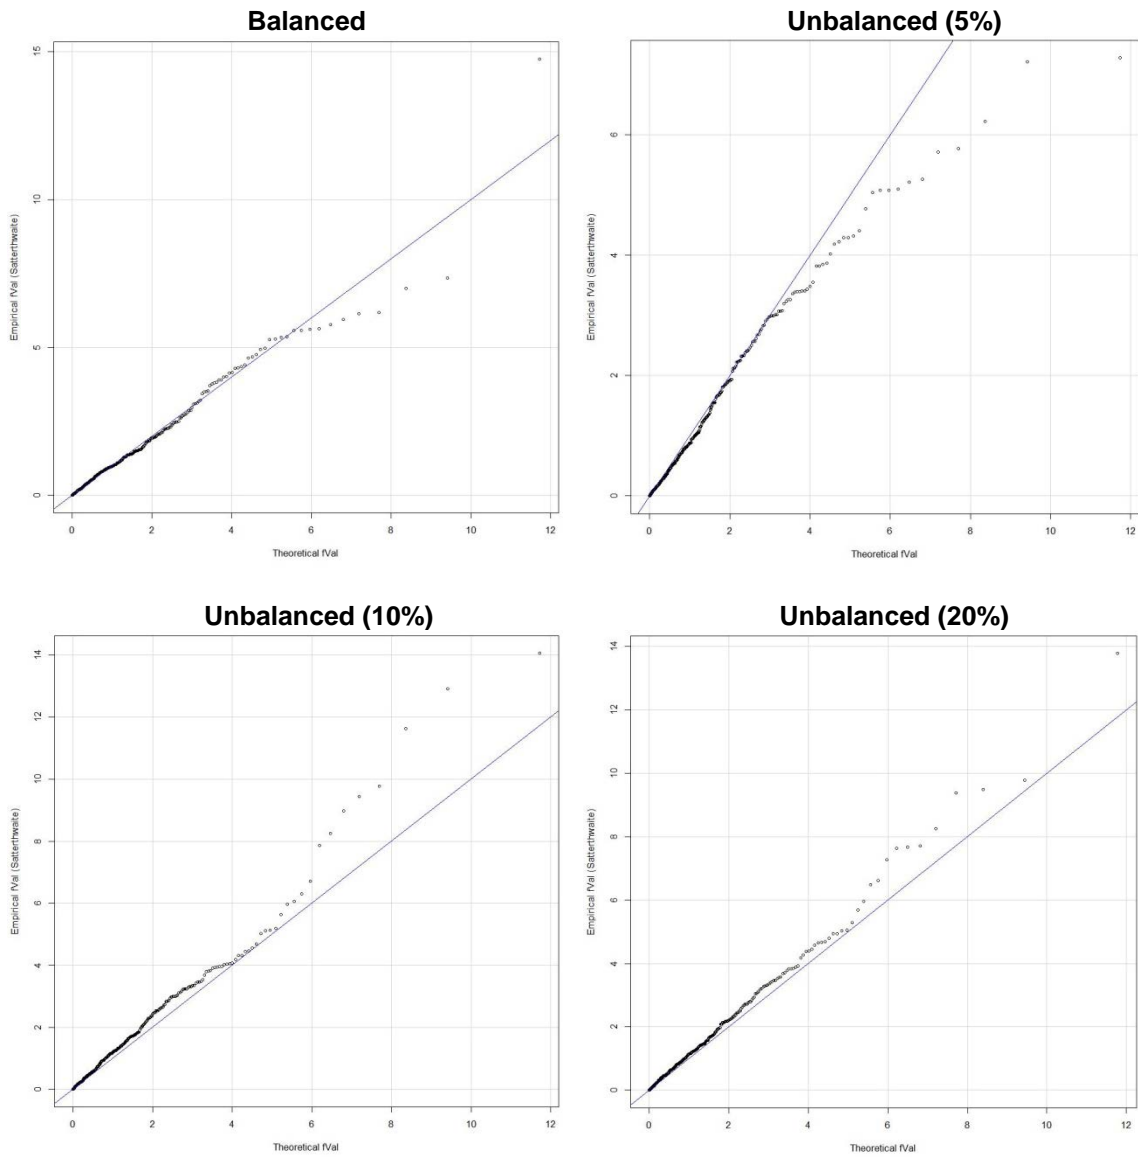 Balanced
Unbalanced (5%)
15
10
5
0
Empirical fVal (Satterthwaite)
0 2 4 6 8 10 12
Theoretical fVal
6
4
2
0
Empirical fVal (Satterthwaite)
0 2 4 6 8 10 12
Theoretical fVal
Unbalanced (10%)
Unbalanced (20%)
14
12
10
8
6
4
2
0
Empirical fVal (Satterthwaite)
0 2 4 6 8 10 12
Theoretical fVal
14
12
10
8
6
4
2
0
Empirical fVal (Satterthwaite)
0 2 4 6 8 10 12
Theoretical fVal